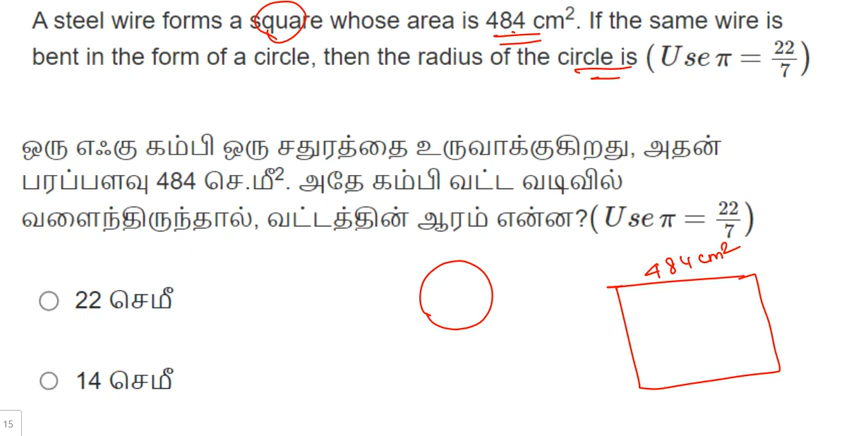 A steel wire forms a square whose area is 484 cm². If the same wire is
bent in the form of a circle, then the radius of the circle is (Use π = 22/7)
ஒரு எஃகு கம்பி ஒரு சதுரத்தை உருவாக்குகிறது, அதன்
பரப்பளவு 484 செ.மீ². அதே கம்பி வட்ட வடிவில்
வளைந்திருந்தால், வட்டத்தின் ஆரம் என்ன?(Use π = 22/7)
484 cm²
22 செமீ
14 செமீ
15